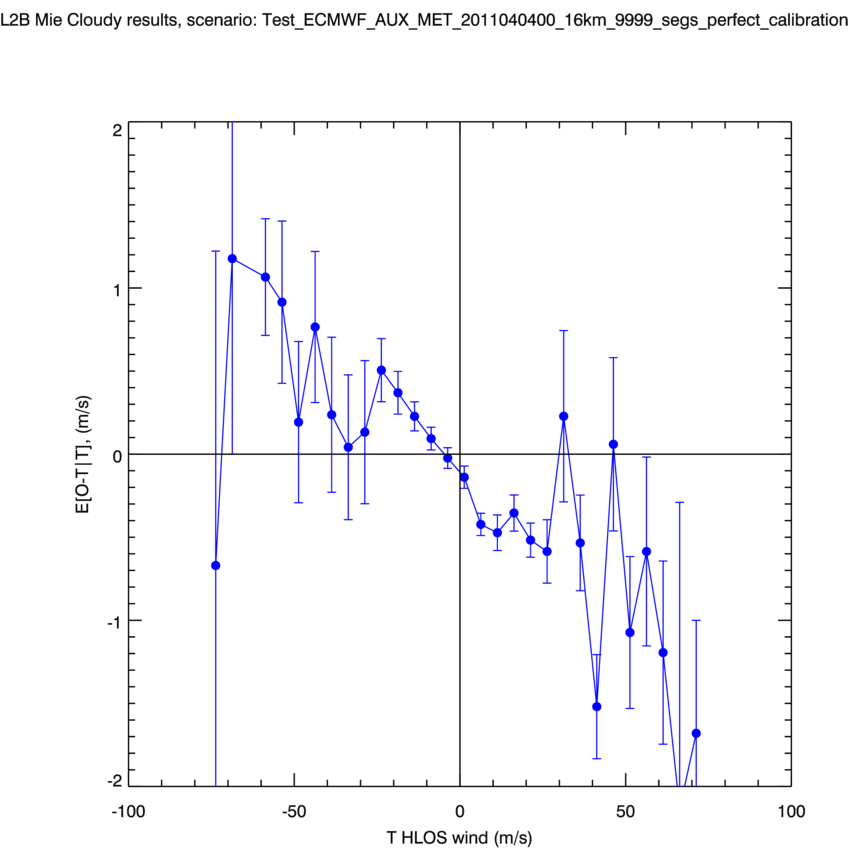 L2B Mie Cloudy results, scenario: Test_ECMWF_AUX_MET_2011040400_16km_9999_segs_perfect_calibration
2
1
0
-1
-2
E[O-T|T], (m/s)
-100 -50 0 50 100
T HLOS wind (m/s)